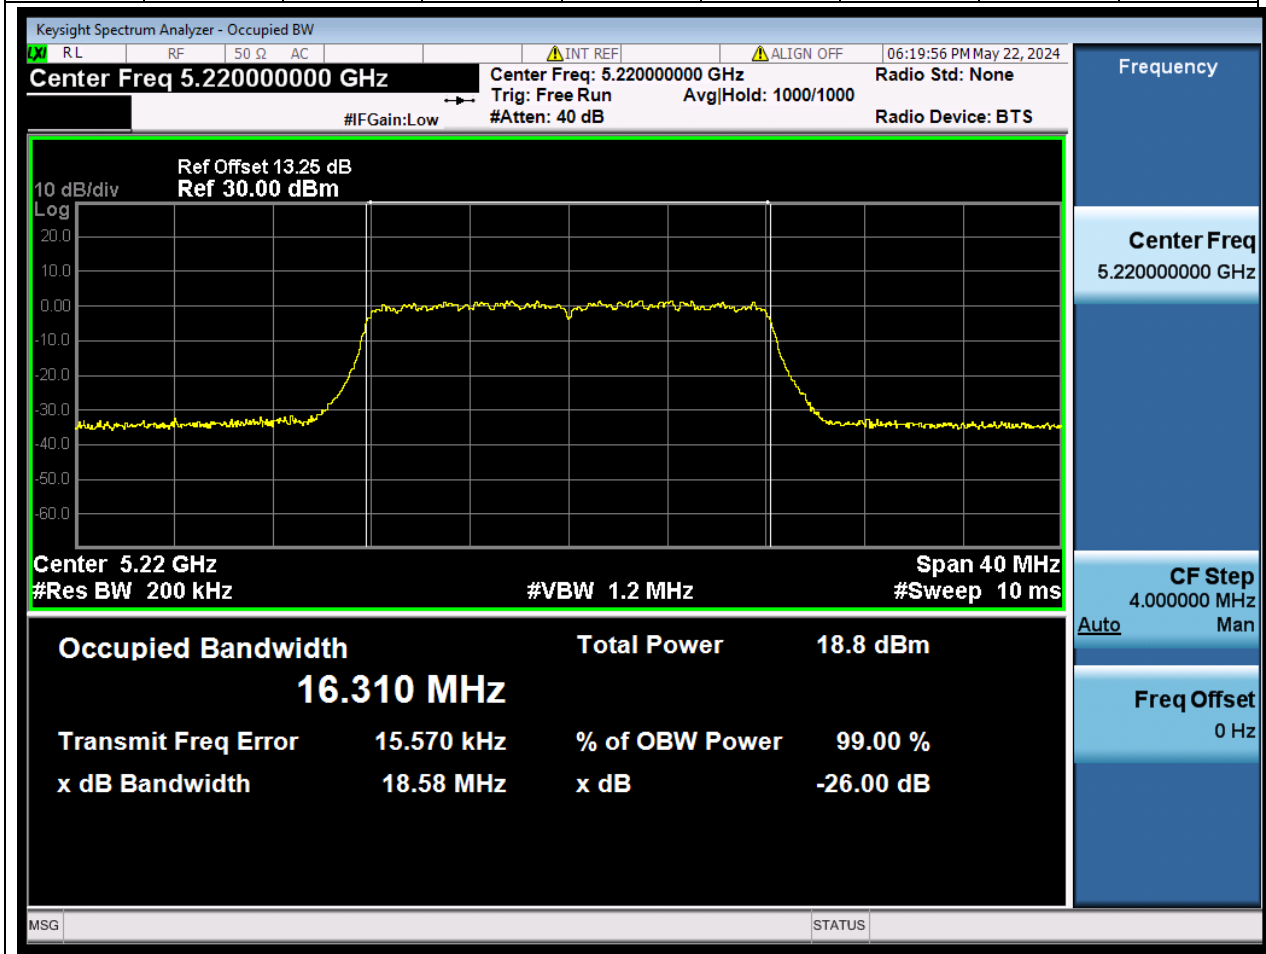 Keysight Spectrum Analyzer - Occupied BW
LXI RL RF 50 Ω AC INT REF ALIGN OFF 06:19:56 PM May 22, 2024
Center Freq 5.220000000 GHz
Center Freq: 5.220000000 GHz Radio Std: None
Trig: Free Run Avg|Hold: 1000/1000
#IFGain:Low #Atten: 40 dB Radio Device: BTS
Ref Offset 13.25 dB
10 dB/div Ref 30.00 dBm
Log
20.0
10.0
0.00
-10.0
-20.0
-30.0
-40.0
-50.0
-60.0
Center 5.22 GHz Span 40 MHz
#Res BW 200 kHz #VBW 1.2 MHz #Sweep 10 ms
Occupied Bandwidth Total Power 18.8 dBm
16.310 MHz
Transmit Freq Error 15.570 kHz % of OBW Power 99.00 %
x dB Bandwidth 18.58 MHz x dB -26.00 dB
MSG STATUS
Frequency
Center Freq
5.220000000 GHz
CF Step
4.000000 MHz
Auto Man
Freq Offset
0 Hz